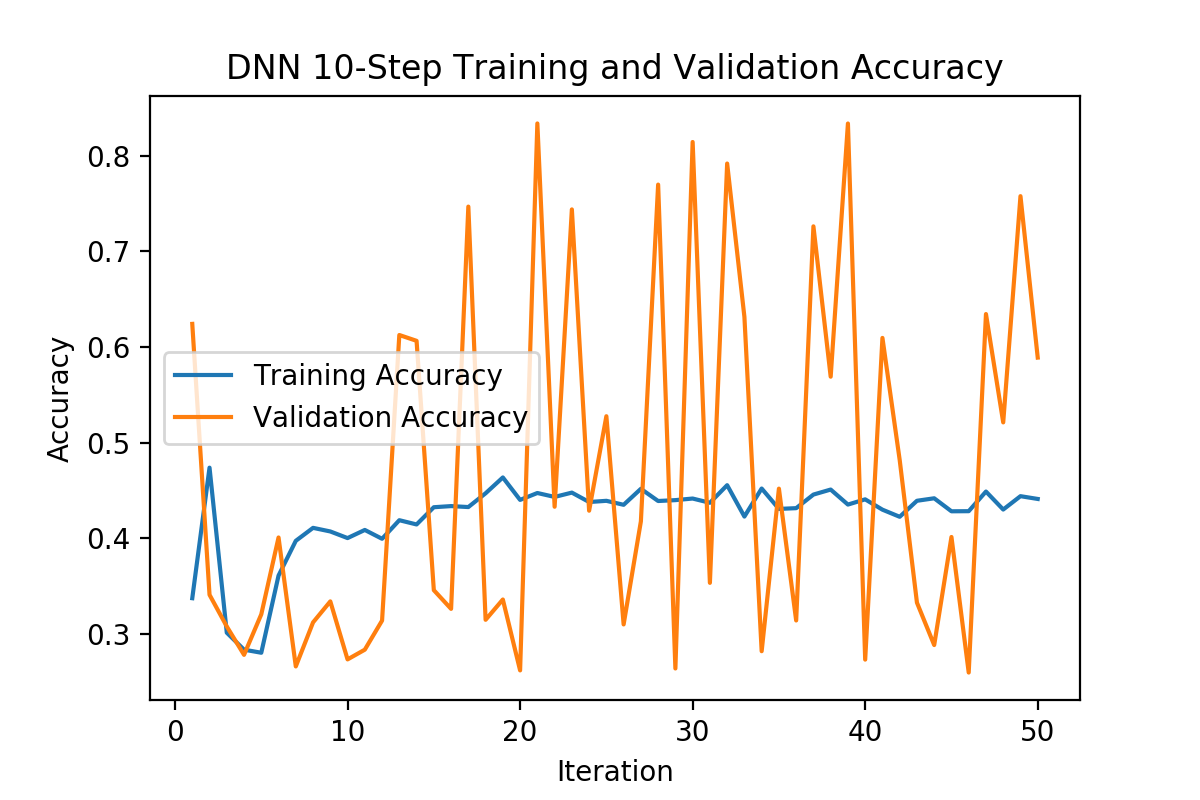 DNN 10-Step Training and Validation Accuracy
0.8
0.7
0.6
0.5
0.4
0.3
Accuracy
Training Accuracy
Validation Accuracy
0 10 20 30 40 50
Iteration